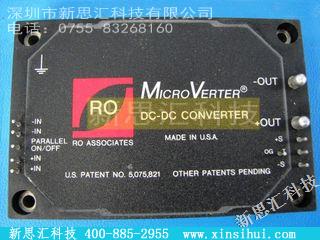 深圳市新思汇科技有限公司
电话：0755-83268160
MICROVERTER®
-OUT
RO
DC-DC CONVERTER
-IN
-IN
+OUT
PARALLEL
ON/OFF
RO ASSOCIATES
MADE IN U.S.A.
+S
OG
+IN
+IN
-S
U.S. PATENT NO. 5,075,821
OTHER PATENTS PENDING
新思汇科技
新思汇科技 400-885-2955 www.xinsihui.com